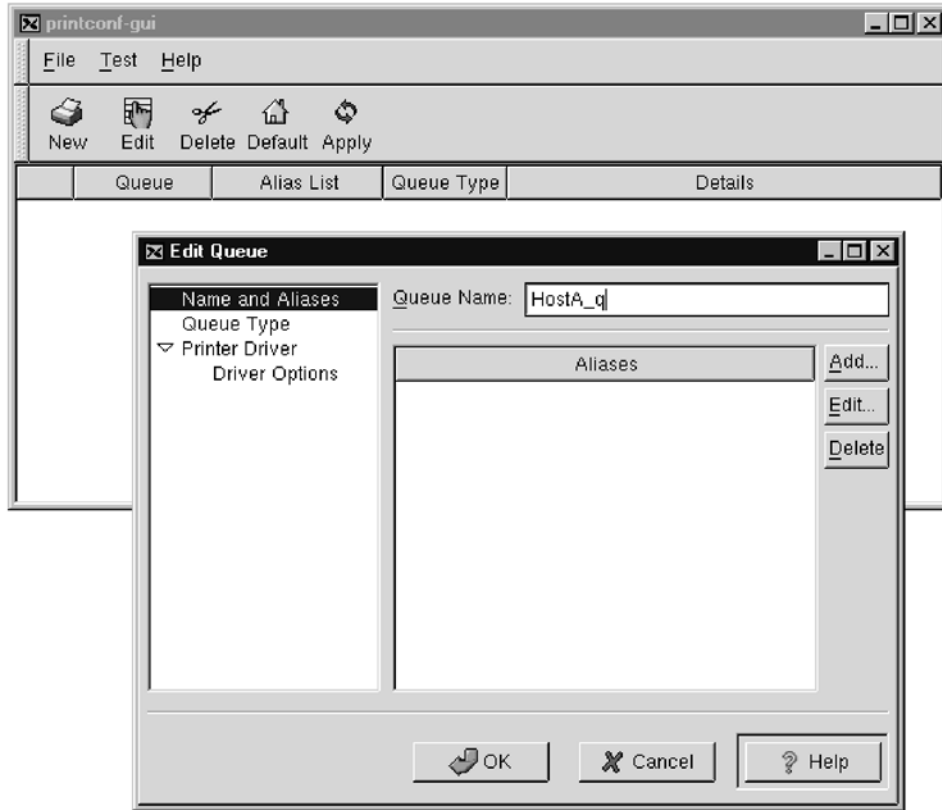 printconf-gui
File Test Help
New Edit Delete Default Apply
Queue Alias List Queue Type Details
Edit Queue
Name and Aliases
Queue Type
Printer Driver
Driver Options
Queue Name: HostA_q
Aliases
Add...
Edit...
Delete
OK Cancel ? Help